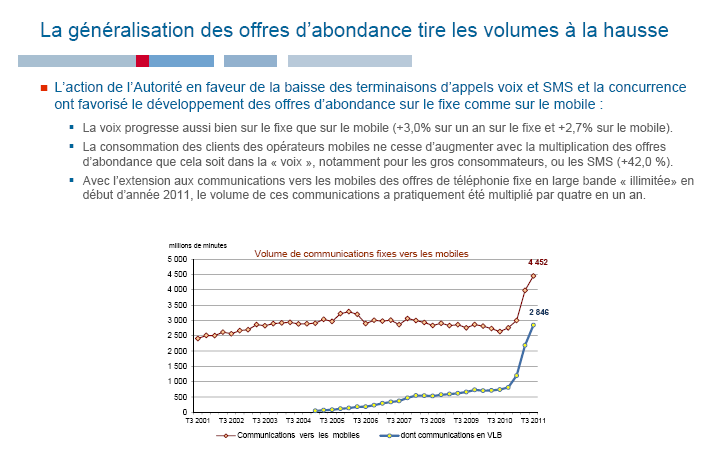 La généralisation des offres d’abondance tire les volumes à la hausse
L’action de l’Autorité en faveur de la baisse des terminaisons d’appels voix et SMS et la concurrence
ont favorisé le développement des offres d’abondance sur le fixe comme sur le mobile :
La voix progresse aussi bien sur le fixe que sur le mobile (+3,0% sur un an sur le fixe et +2,7% sur le mobile).
La consommation des clients des opérateurs mobiles ne cesse d’augmenter avec la multiplication des offres
d’abondance que cela soit dans la « voix », notamment pour les gros consommateurs, ou les SMS (+42,0 %).
Avec l’extension aux communications vers les mobiles des offres de téléphonie fixe en large bande « illimitée» en
début d’année 2011, le volume de ces communications a pratiquement été multiplié par quatre en un an.
millions de minutes
Volume de communications fixes vers les mobiles
5 000
4 500
4 000
3 500
3 000
2 500
2 000
1 500
1 000
500
0
4 452
2 846
T3 2001 T3 2002 T3 2003 T3 2004 T3 2005 T3 2006 T3 2007 T3 2008 T3 2009 T3 2010 T3 2011
Communications vers les mobiles dont communications en VLB